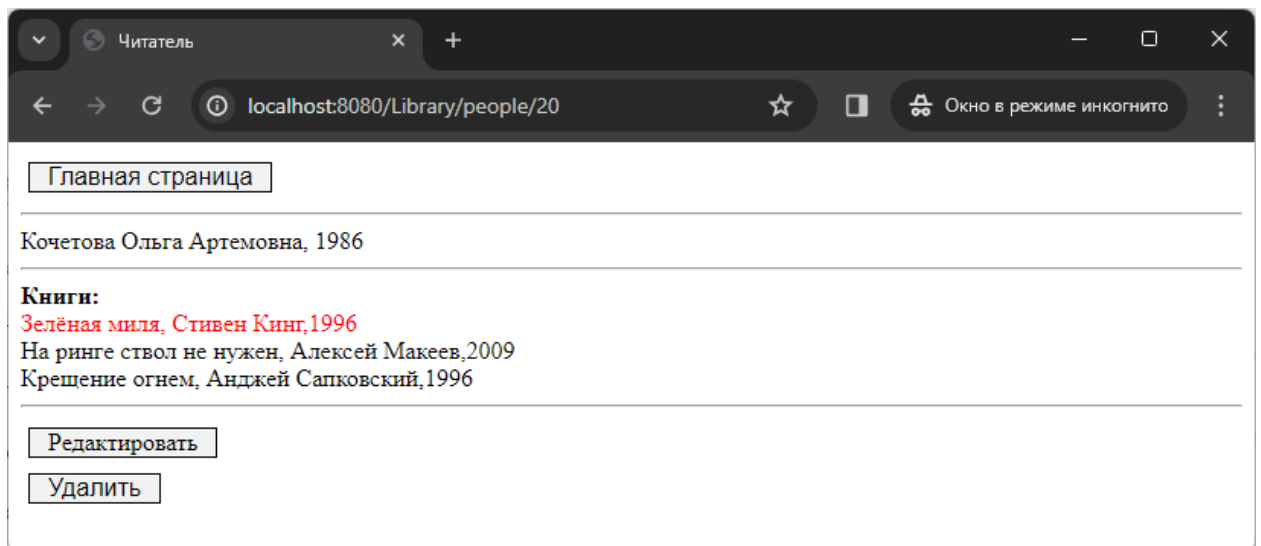 Читатель
localhost:8080/Library/people/20
Окно в режиме инкогнито
Главная страница
Кочетова Ольга Артемовна, 1986
Книги:
Зелёная миля, Стивен Кинг,1996
На ринге ствол не нужен, Алексей Макеев,2009
Крещение огнем, Анджей Сапковский,1996
Редактировать
Удалить